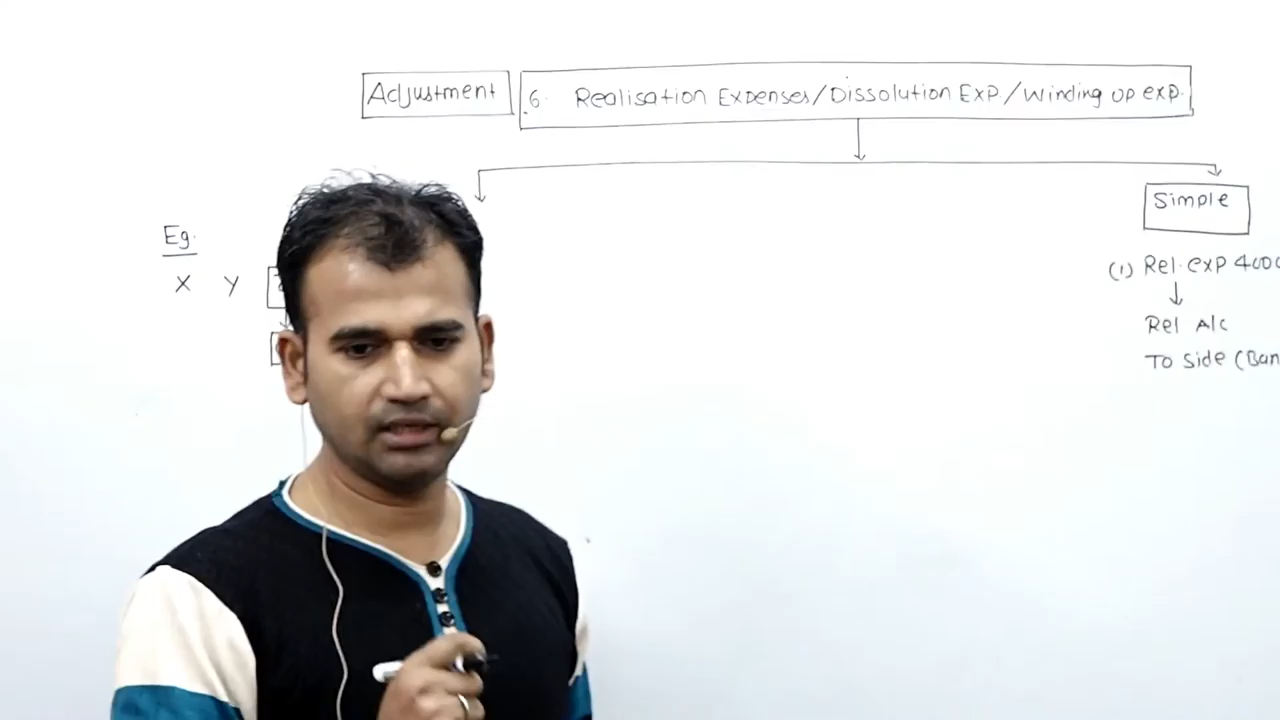 Adjustment 6. Realisation Expenses/Dissolution Exp./Winding up exp.
Simple
Eg.
X Y
(1) Rel. exp 4000
Rel A/c
To side (Ban